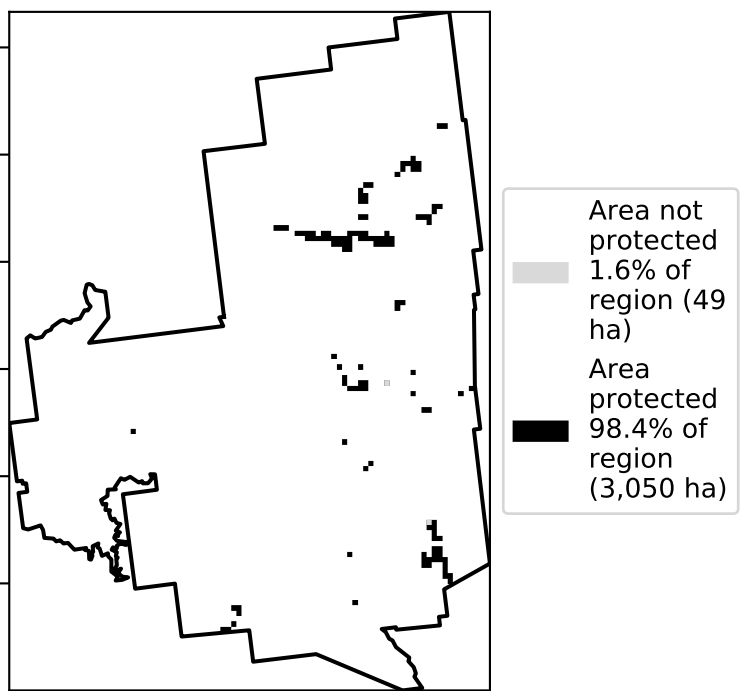 Area not
protected
1.6% of
region (49
ha)
Area
protected
98.4% of
region
(3,050 ha)